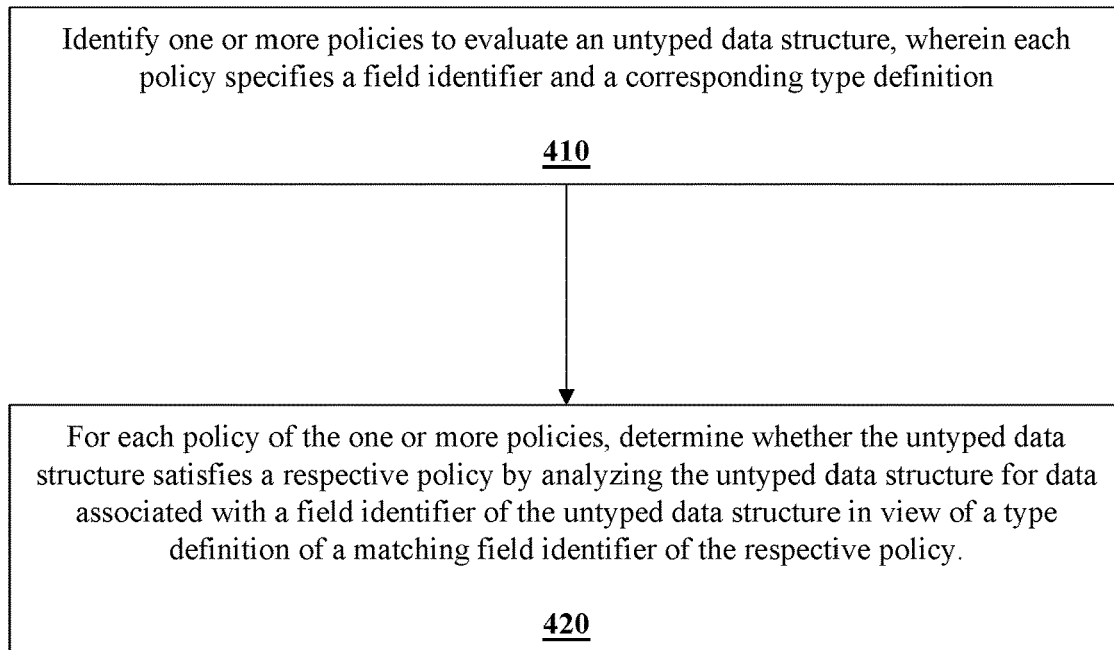 Identify one or more policies to evaluate an untyped data structure, wherein each
policy specifies a field identifier and a corresponding type definition
410
For each policy of the one or more policies, determine whether the untyped data
structure satisfies a respective policy by analyzing the untyped data structure for data
associated with a field identifier of the untyped data structure in view of a type
definition of a matching field identifier of the respective policy.
420